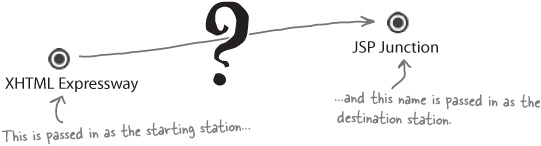 ?
JSP Junction
XHTML Expressway
...and this name is passed in as the
destination station.
This is passed in as the starting station...